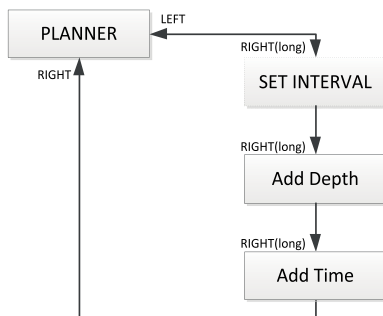 LEFT
PLANNER
RIGHT(long)
RIGHT
SET INTERVAL
RIGHT(long)
Add Depth
RIGHT(long)
Add Time